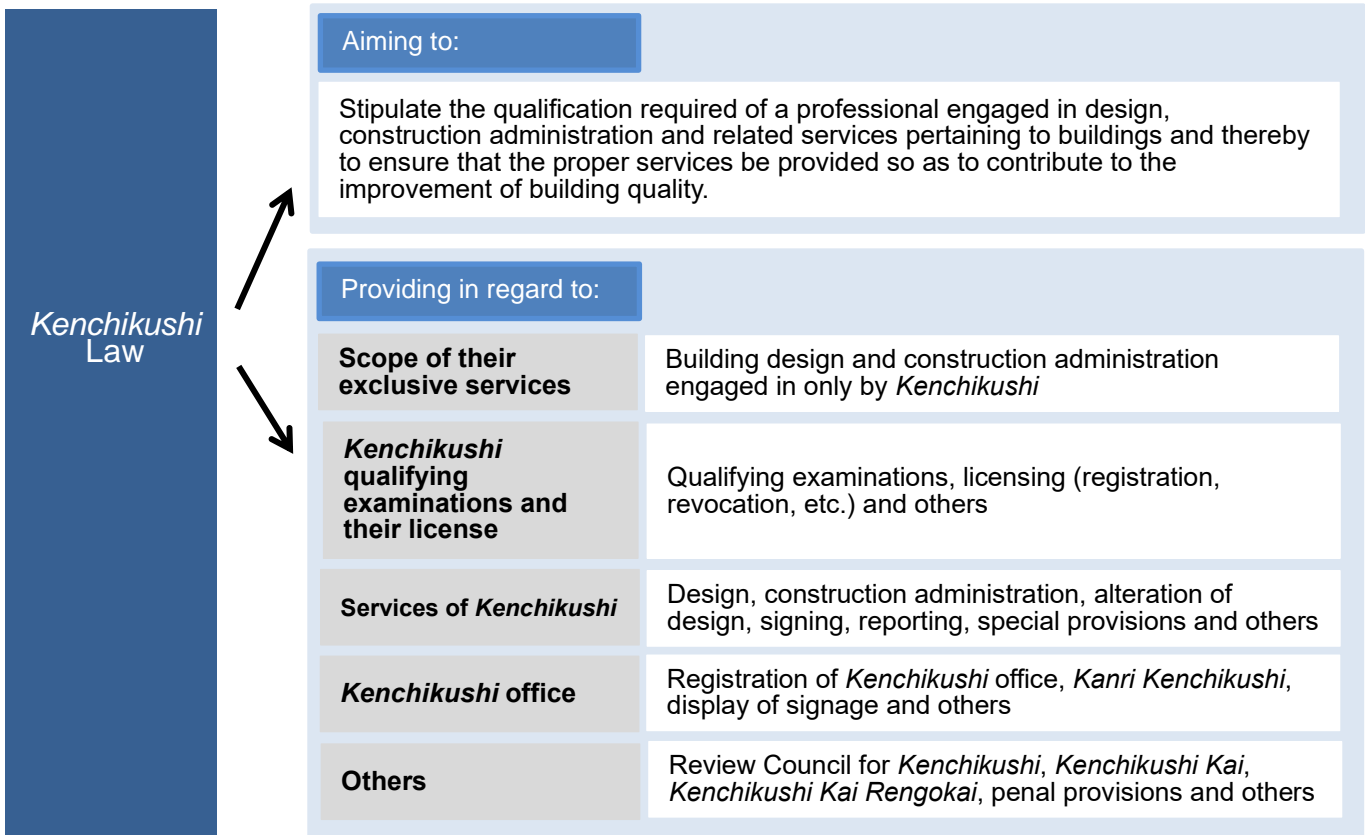 Kenchikushi
Law
Aiming to:
Stipulate the qualification required of a professional engaged in design,
construction administration and related services pertaining to buildings and thereby
to ensure that the proper services be provided so as to contribute to the
improvement of building quality.
Providing in regard to:
Scope of their
exclusive services
Building design and construction administration
engaged in only by Kenchikushi
Kenchikushi
qualifying
examinations and
their license
Qualifying examinations, licensing (registration,
revocation, etc.) and others
Services of Kenchikushi
Design, construction administration, alteration of
design, signing, reporting, special provisions and others
Kenchikushi office
Registration of Kenchikushi office, Kanri Kenchikushi,
display of signage and others
Others
Review Council for Kenchikushi, Kenchikushi Kai,
Kenchikushi Kai Rengokai, penal provisions and others